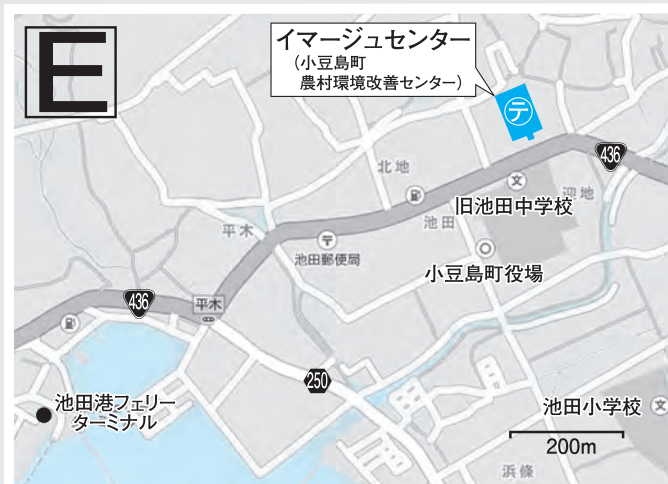 E
イマージュセンター
(小豆島町
農村環境改善センター)
テ
436
北地
文
旧池田中学校
迎地
池田
平木
〒
池田郵便局
小豆島町役場
436
平木
250
池田港フェリー
ターミナル
池田小学校
文
200m
浜條